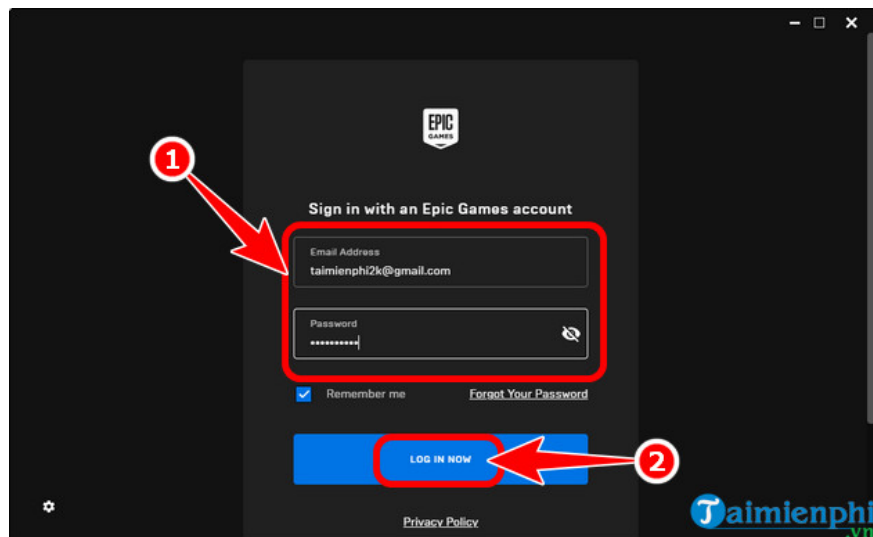 EPIC
GAMES
1
Sign in with an Epic Games account
Email Address
taimienphi2k@gmail.com
Password
••••••••••
Remember me
Forgot Your Password
LOG IN NOW
2
Privacy Policy
Taimienphi
.vn